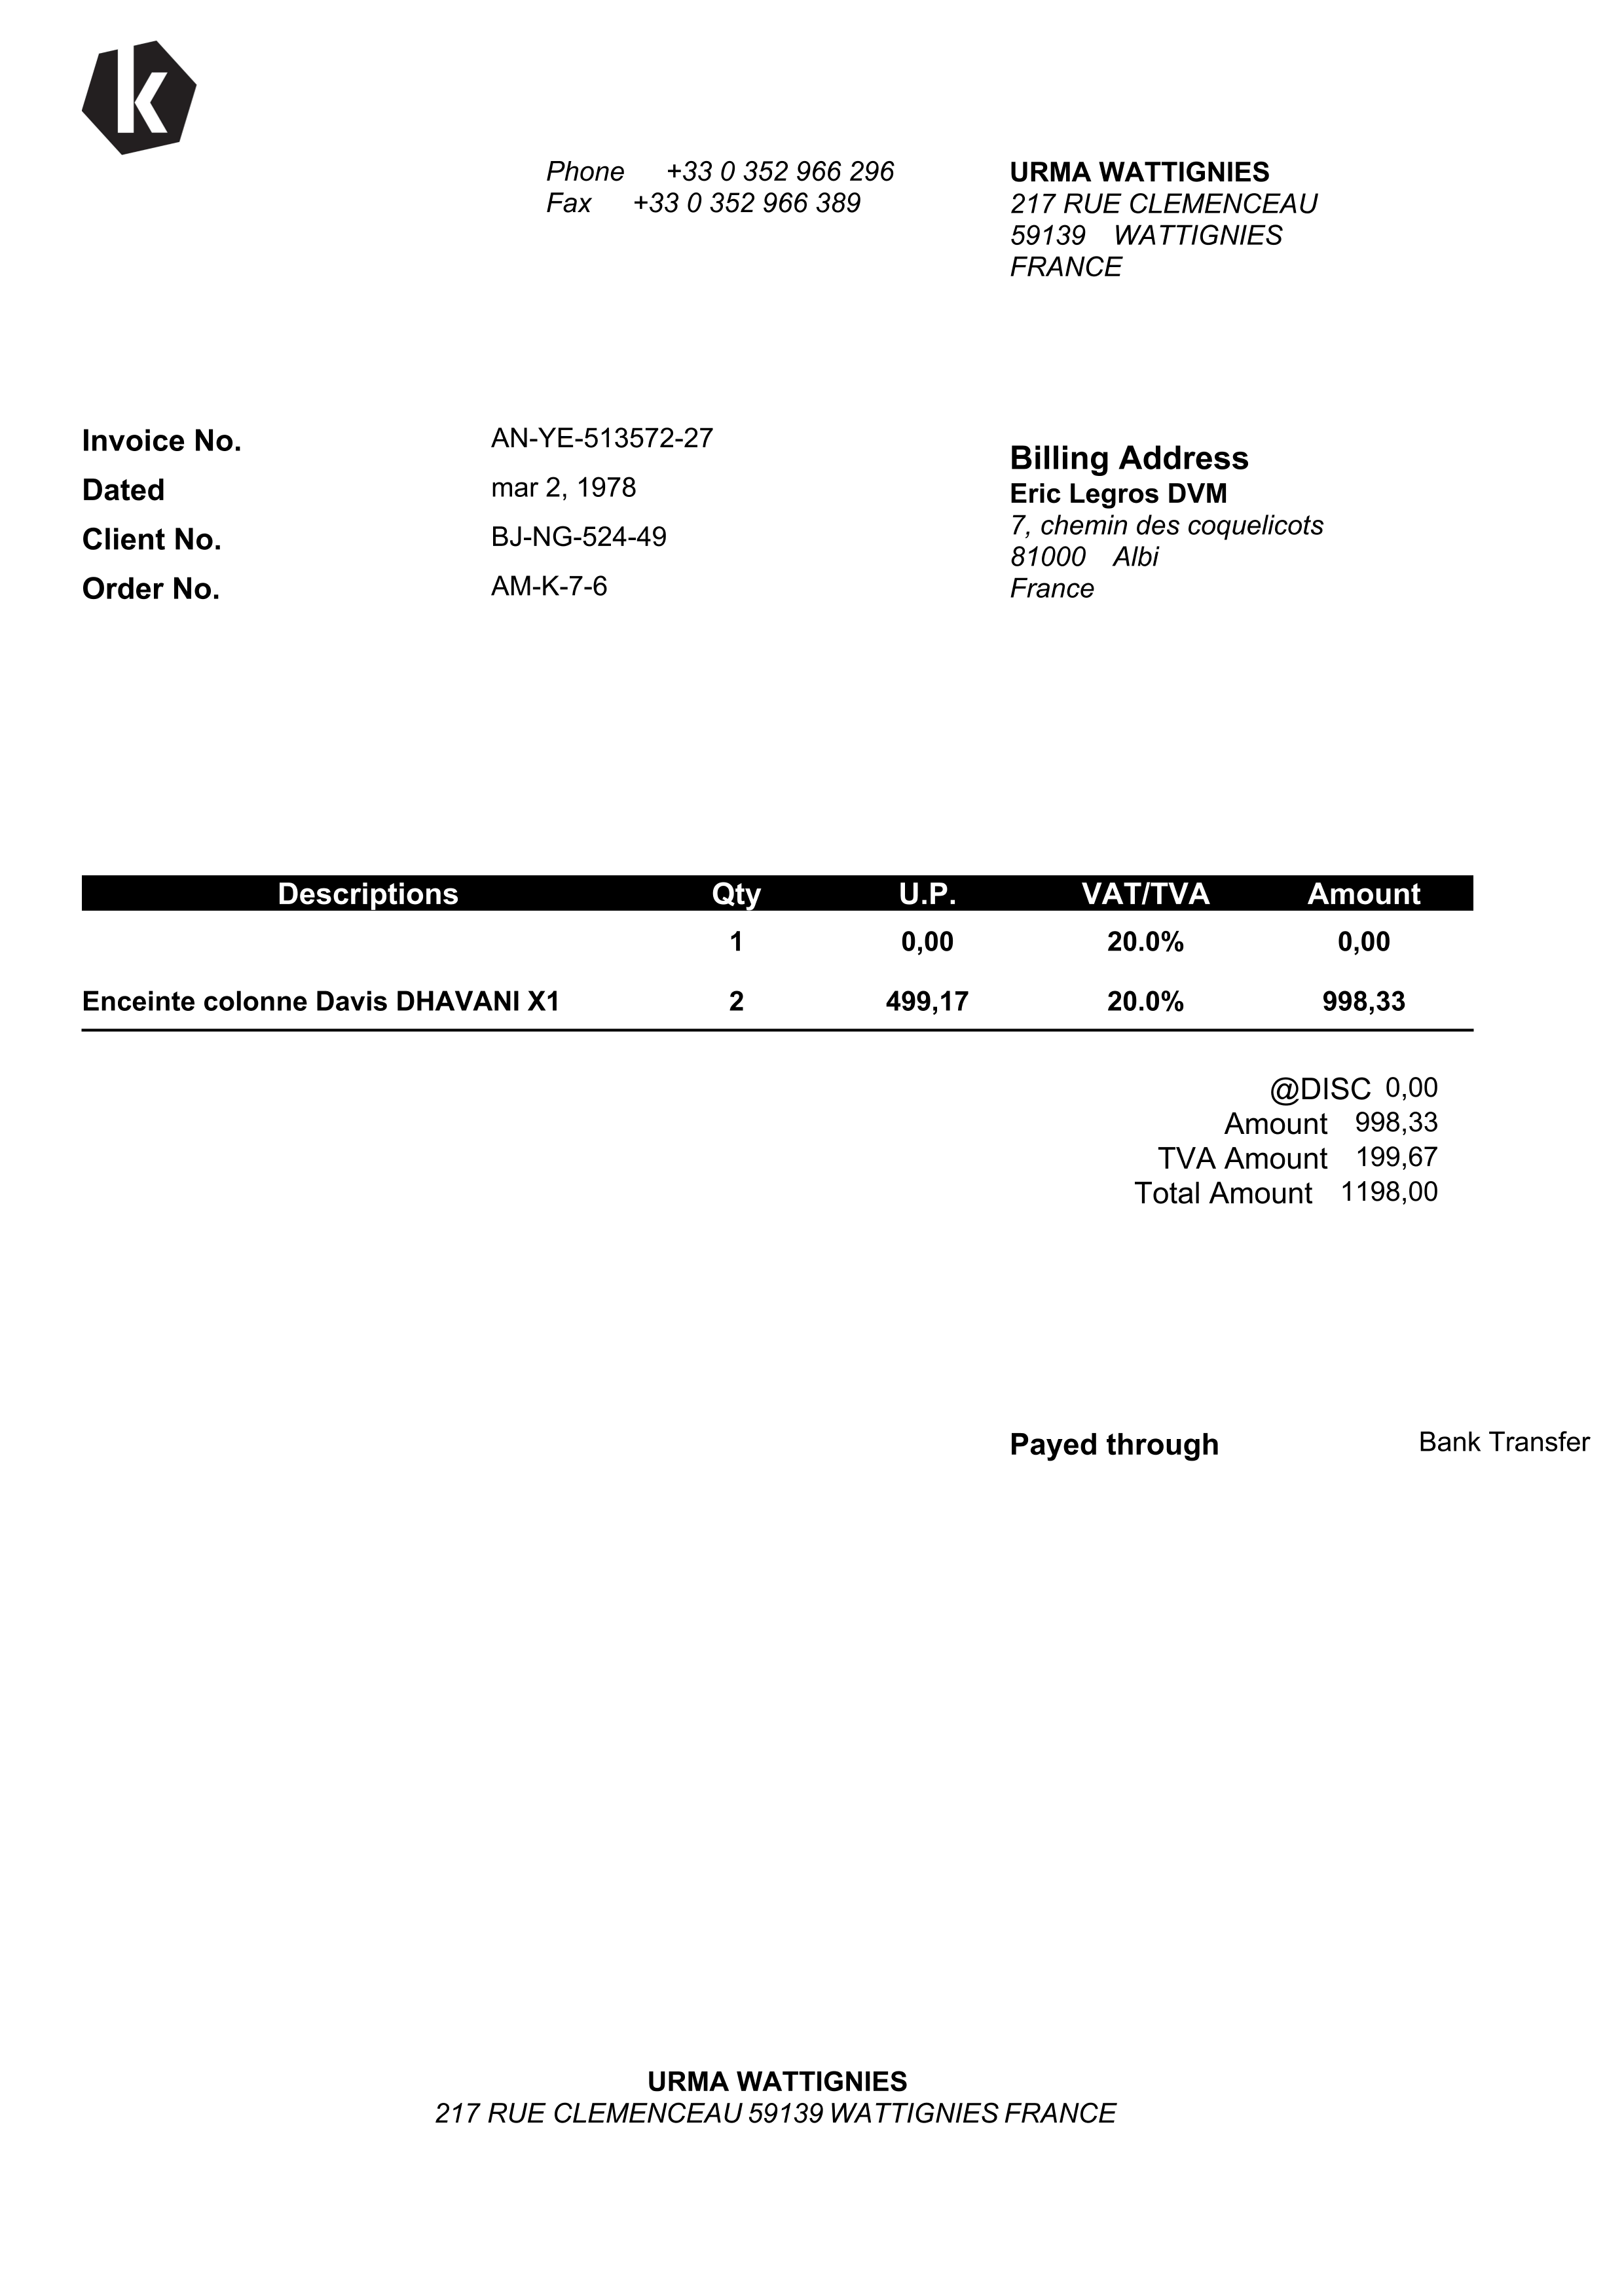 k
Phone +33 0 352 966 296
Fax +33 0 352 966 389
URMA WATTIGNIES
217 RUE CLEMENCEAU
59139 WATTIGNIES
FRANCE
Invoice No. AN-YE-513572-27
Dated mar 2, 1978
Client No. BJ-NG-524-49
Order No. AM-K-7-6
Billing Address
Eric Legros DVM
7, chemin des coquelicots
81000 Albi
France
Descriptions Qty U.P. VAT/TVA Amount
1 0,00 20.0% 0,00
Enceinte colonne Davis DHAVANI X1 2 499,17 20.0% 998,33
@DISC 0,00
Amount 998,33
TVA Amount 199,67
Total Amount 1198,00
Payed through Bank Transfer
URMA WATTIGNIES
217 RUE CLEMENCEAU 59139 WATTIGNIES FRANCE